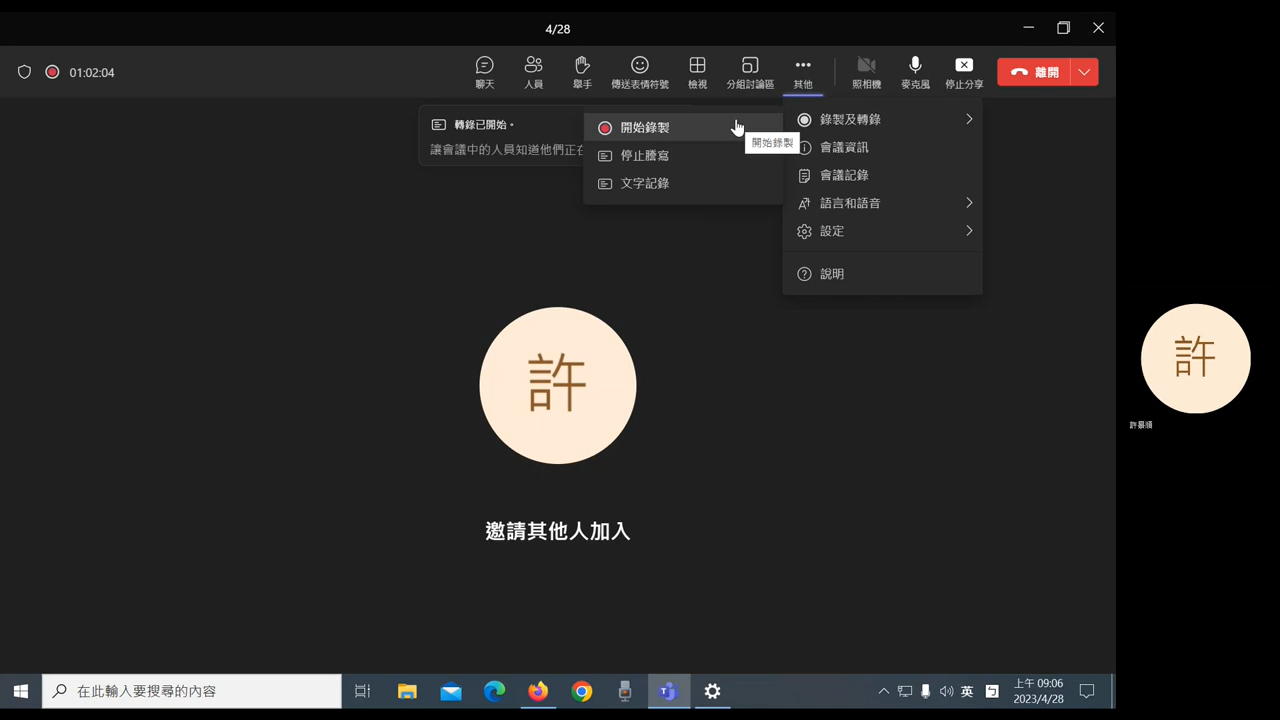 4/28
01:02:04
聊天
人員
舉手
傳送表情符號
檢視
分組討論區
其他
照相機
麥克風
停止分享
離開
轉錄已開始。
讓會議中的人員知道他們正在
開始錄製
停止謄寫
文字記錄
開始錄製
錄製及轉錄
會議資訊
會議記錄
語言和語音
設定
說明
許
邀請其他人加入
許
許景順
在此輸入要搜尋的內容
英
上午 09:06
2023/4/28